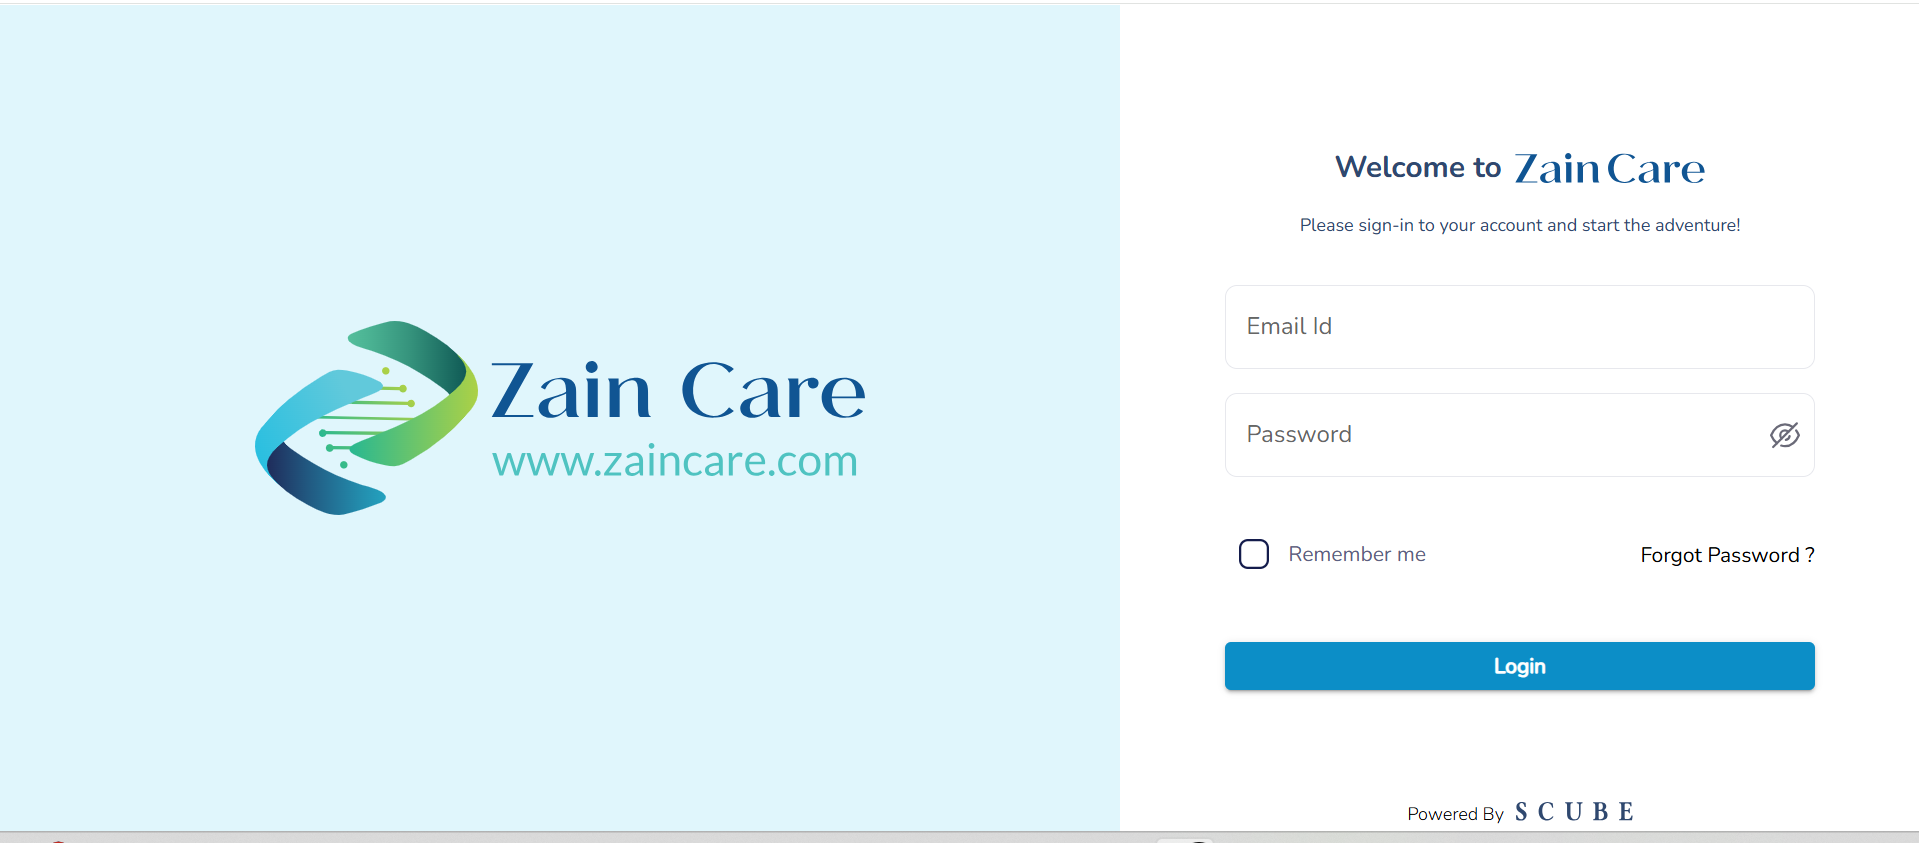 Zain Care
www.zaincare.com
Welcome to Zain Care
Please sign-in to your account and start the adventure!
Email Id
Password
Remember me
Forgot Password ?
Login
Powered By SCUBE